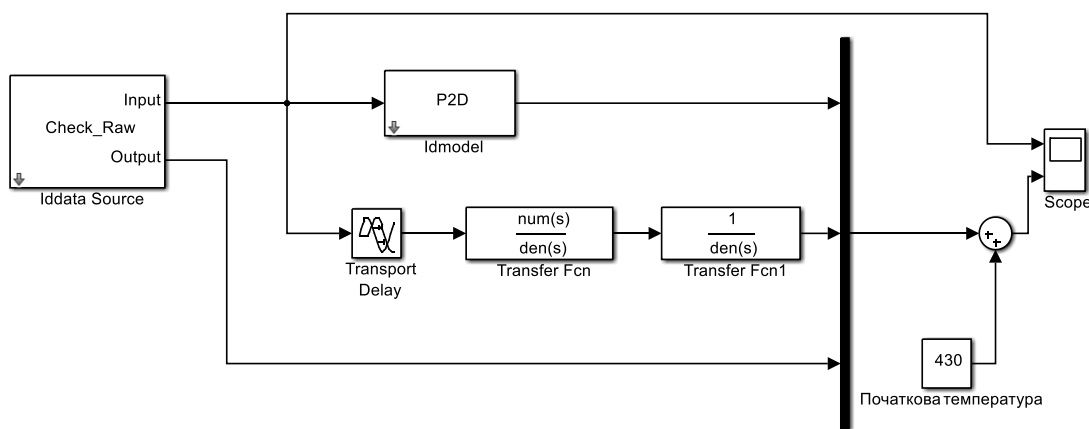 Input
Check_Raw
Output
Iddata Source
P2D
Idmodel
Transport
Delay
num(s)
den(s)
Transfer Fcn
1
den(s)
Transfer Fcn1
Scope
430
Початкова температура